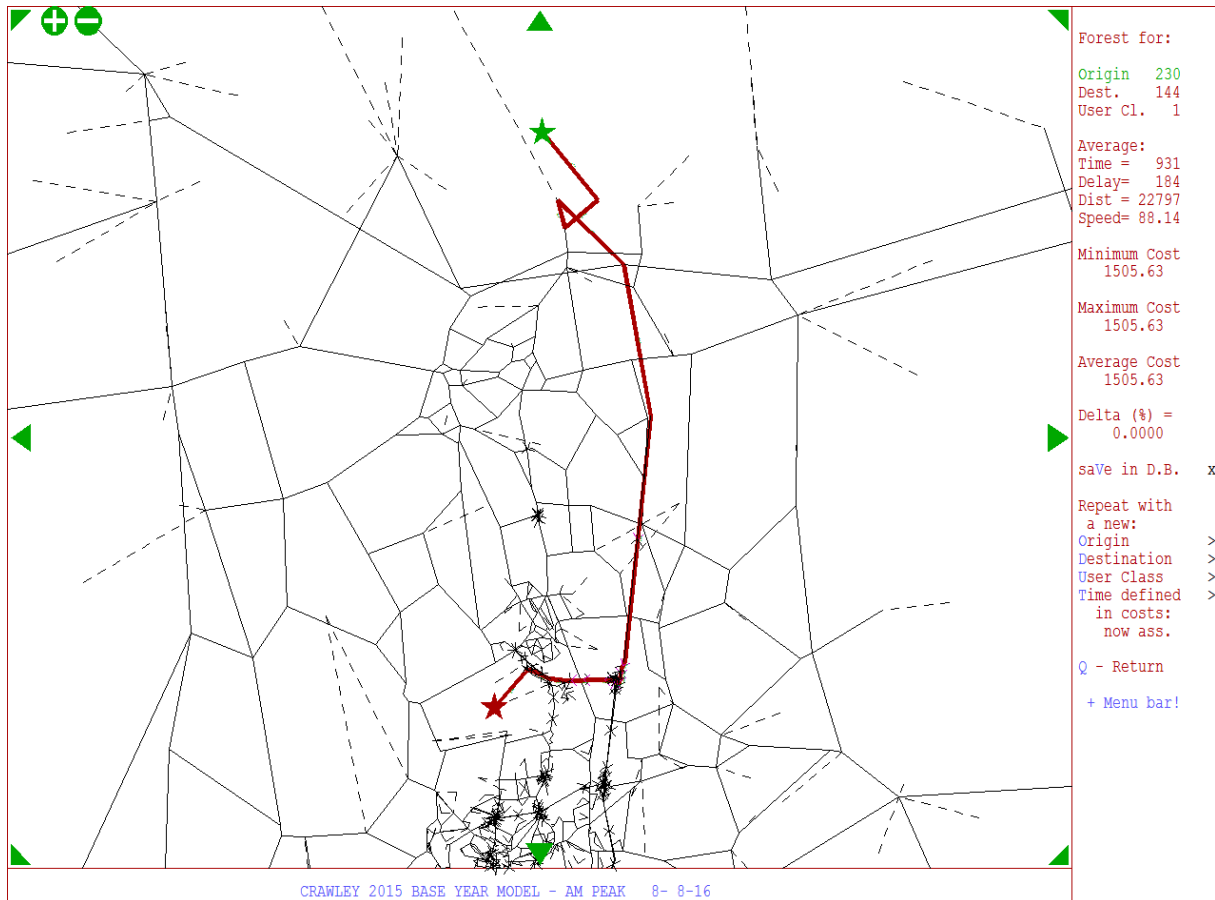 Forest for:
Origin 230
Dest. 144
User Cl. 1
Average:
Time = 931
Delay= 184
Dist = 22797
Speed= 88.14
Minimum Cost
1505.63
Maximum Cost
1505.63
Average Cost
1505.63
Delta (%) =
0.0000
saVe in D.B. x
Repeat with
a new:
Origin >
Destination >
User Class >
Time defined >
in costs:
now ass.
Q - Return
+ Menu bar!
CRAWLEY 2015 BASE YEAR MODEL - AM PEAK 8- 8-16